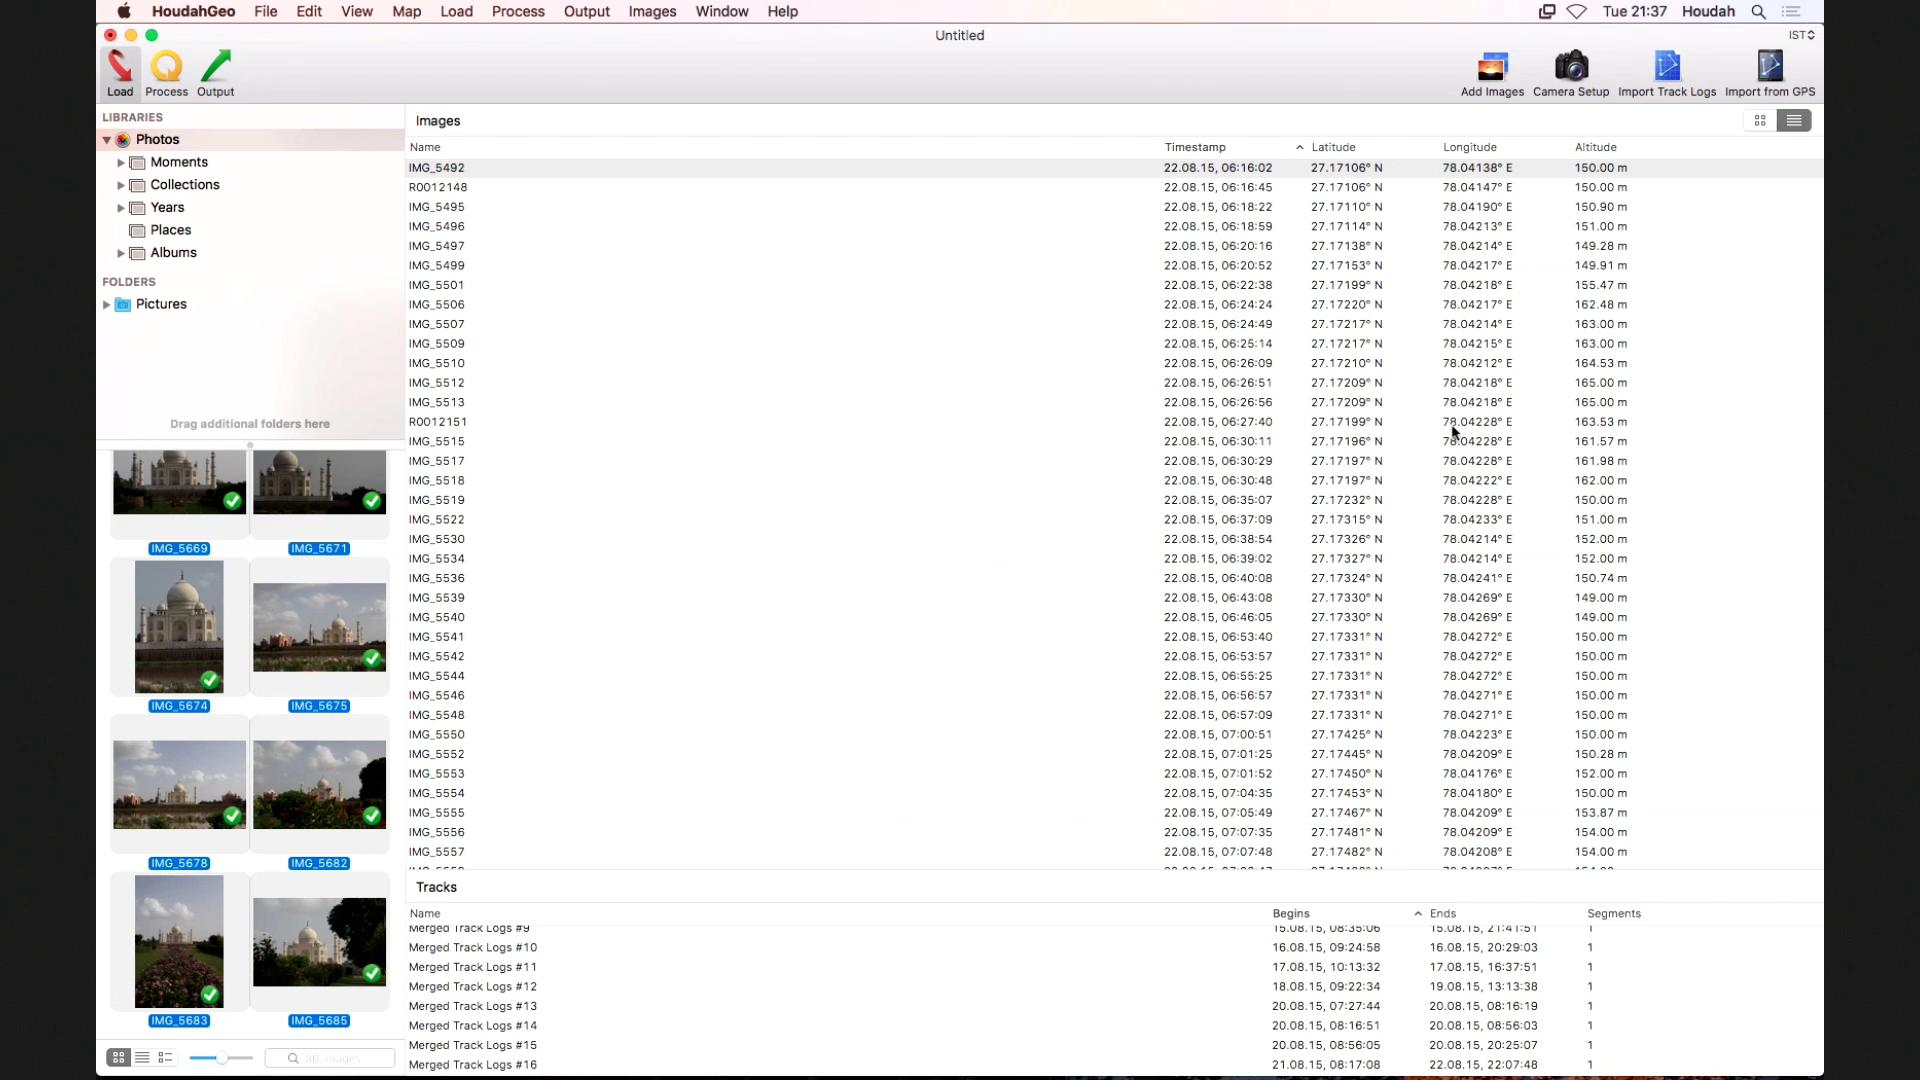 HoudahGeo File Edit View Map Load Process Output Images Window Help Tue 21:37 Houdah
Untitled IST
Load Process Output Add Images Camera Setup Import Track Logs Import from GPS
LIBRARIES
Photos
Moments
Collections
Years
Places
Albums
FOLDERS
Pictures
Drag additional folders here
IMG_5669 IMG_5671
IMG_5674 IMG_5675
IMG_5678 IMG_5682
IMG_5683 IMG_5685
86 images
Images
Name Timestamp Latitude Longitude Altitude
IMG_5492 22.08.15, 06:16:02 27.17106° N 78.04138° E 150.00 m
R0012148 22.08.15, 06:16:45 27.17106° N 78.04147° E 150.00 m
IMG_5495 22.08.15, 06:18:22 27.17110° N 78.04190° E 150.90 m
IMG_5496 22.08.15, 06:18:59 27.17114° N 78.04213° E 151.00 m
IMG_5497 22.08.15, 06:20:16 27.17138° N 78.04214° E 149.28 m
IMG_5499 22.08.15, 06:20:52 27.17153° N 78.04217° E 149.91 m
IMG_5501 22.08.15, 06:22:38 27.17199° N 78.04218° E 155.47 m
IMG_5506 22.08.15, 06:24:24 27.17220° N 78.04217° E 162.48 m
IMG_5507 22.08.15, 06:24:49 27.17217° N 78.04214° E 163.00 m
IMG_5509 22.08.15, 06:25:14 27.17217° N 78.04215° E 163.00 m
IMG_5510 22.08.15, 06:26:09 27.17210° N 78.04212° E 164.53 m
IMG_5512 22.08.15, 06:26:51 27.17209° N 78.04218° E 165.00 m
IMG_5513 22.08.15, 06:26:56 27.17209° N 78.04218° E 165.00 m
R0012151 22.08.15, 06:27:40 27.17199° N 78.04228° E 163.53 m
IMG_5515 22.08.15, 06:30:11 27.17196° N 78.04228° E 161.57 m
IMG_5517 22.08.15, 06:30:29 27.17197° N 78.04228° E 161.98 m
IMG_5518 22.08.15, 06:30:48 27.17197° N 78.04222° E 162.00 m
IMG_5519 22.08.15, 06:35:07 27.17232° N 78.04228° E 150.00 m
IMG_5522 22.08.15, 06:37:09 27.17315° N 78.04233° E 151.00 m
IMG_5530 22.08.15, 06:38:54 27.17326° N 78.04214° E 152.00 m
IMG_5534 22.08.15, 06:39:02 27.17327° N 78.04214° E 152.00 m
IMG_5536 22.08.15, 06:40:08 27.17324° N 78.04241° E 150.74 m
IMG_5539 22.08.15, 06:43:08 27.17330° N 78.04269° E 149.00 m
IMG_5540 22.08.15, 06:46:05 27.17330° N 78.04269° E 149.00 m
IMG_5541 22.08.15, 06:53:40 27.17331° N 78.04272° E 150.00 m
IMG_5542 22.08.15, 06:53:57 27.17331° N 78.04272° E 150.00 m
IMG_5544 22.08.15, 06:55:25 27.17331° N 78.04272° E 150.00 m
IMG_5546 22.08.15, 06:56:57 27.17331° N 78.04271° E 150.00 m
IMG_5548 22.08.15, 06:57:09 27.17331° N 78.04271° E 150.00 m
IMG_5550 22.08.15, 07:00:51 27.17425° N 78.04223° E 150.00 m
IMG_5552 22.08.15, 07:01:25 27.17445° N 78.04209° E 150.28 m
IMG_5553 22.08.15, 07:01:52 27.17450° N 78.04176° E 152.00 m
IMG_5554 22.08.15, 07:04:35 27.17453° N 78.04180° E 150.00 m
IMG_5555 22.08.15, 07:05:49 27.17467° N 78.04209° E 153.87 m
IMG_5556 22.08.15, 07:07:35 27.17481° N 78.04209° E 154.00 m
IMG_5557 22.08.15, 07:07:48 27.17482° N 78.04208° E 154.00 m
Tracks
Name Begins Ends Segments
Merged Track Logs #9 15.08.15, 08:35:06 15.08.15, 21:41:51 1
Merged Track Logs #10 16.08.15, 09:24:58 16.08.15, 20:29:03 1
Merged Track Logs #11 17.08.15, 10:13:32 17.08.15, 16:37:51 1
Merged Track Logs #12 18.08.15, 09:22:34 19.08.15, 13:13:38 1
Merged Track Logs #13 20.08.15, 07:27:44 20.08.15, 08:16:19 1
Merged Track Logs #14 20.08.15, 08:16:51 20.08.15, 08:56:03 1
Merged Track Logs #15 20.08.15, 08:56:05 20.08.15, 20:25:07 1
Merged Track Logs #16 21.08.15, 08:17:08 22.08.15, 22:07:48 1